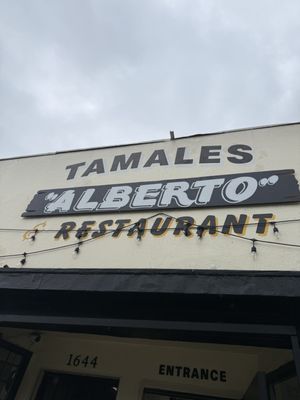 TAMALES
"ALBERTO"
& RESTAURANT
1644
ENTRANCE